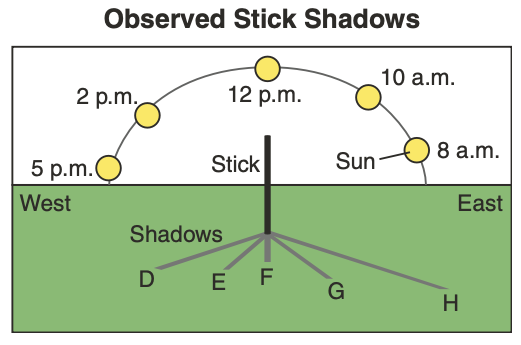 Observed Stick Shadows
10 a.m.
2 p.m.
12 p.m.
8 a.m.
Stick
Sun
5 p.m.
West
East
Shadows
D
E
F
G
H